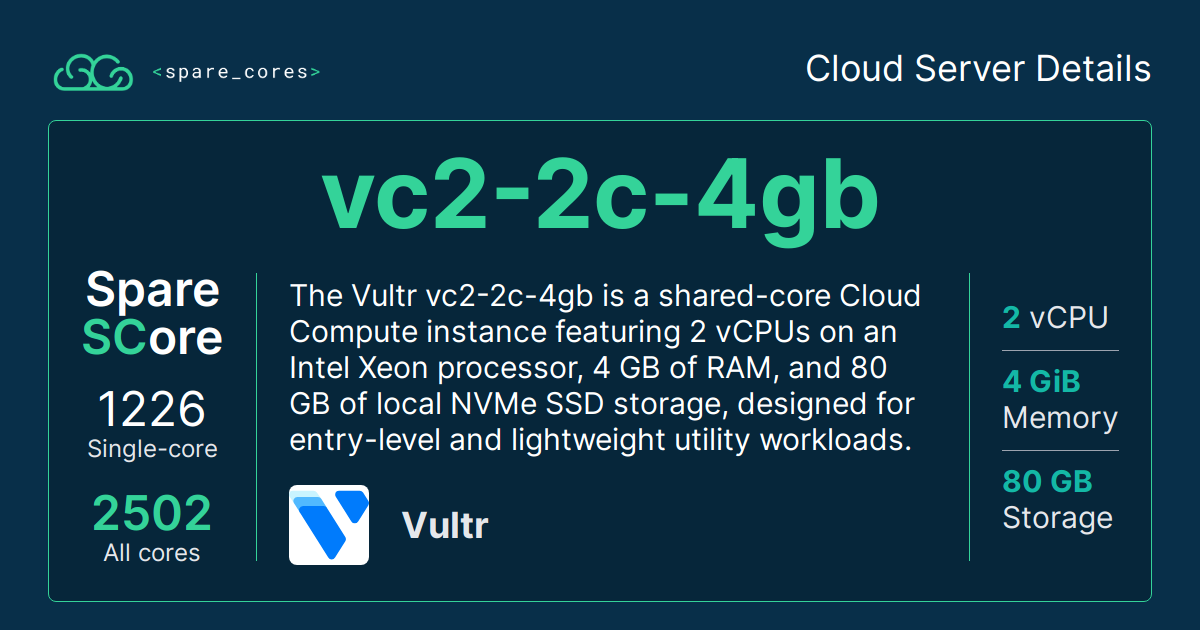 <spare_cores>
Cloud Server Details
vc2-2c-4gb
Spare
SCore
1226
Single-core
2502
All cores
The Vultr vc2-2c-4gb is a shared-core Cloud
Compute instance featuring 2 vCPUs on an
Intel Xeon processor, 4 GB of RAM, and 80
GB of local NVMe SSD storage, designed for
entry-level and lightweight utility workloads.
Vultr
2 vCPU
4 GiB
Memory
80 GB
Storage